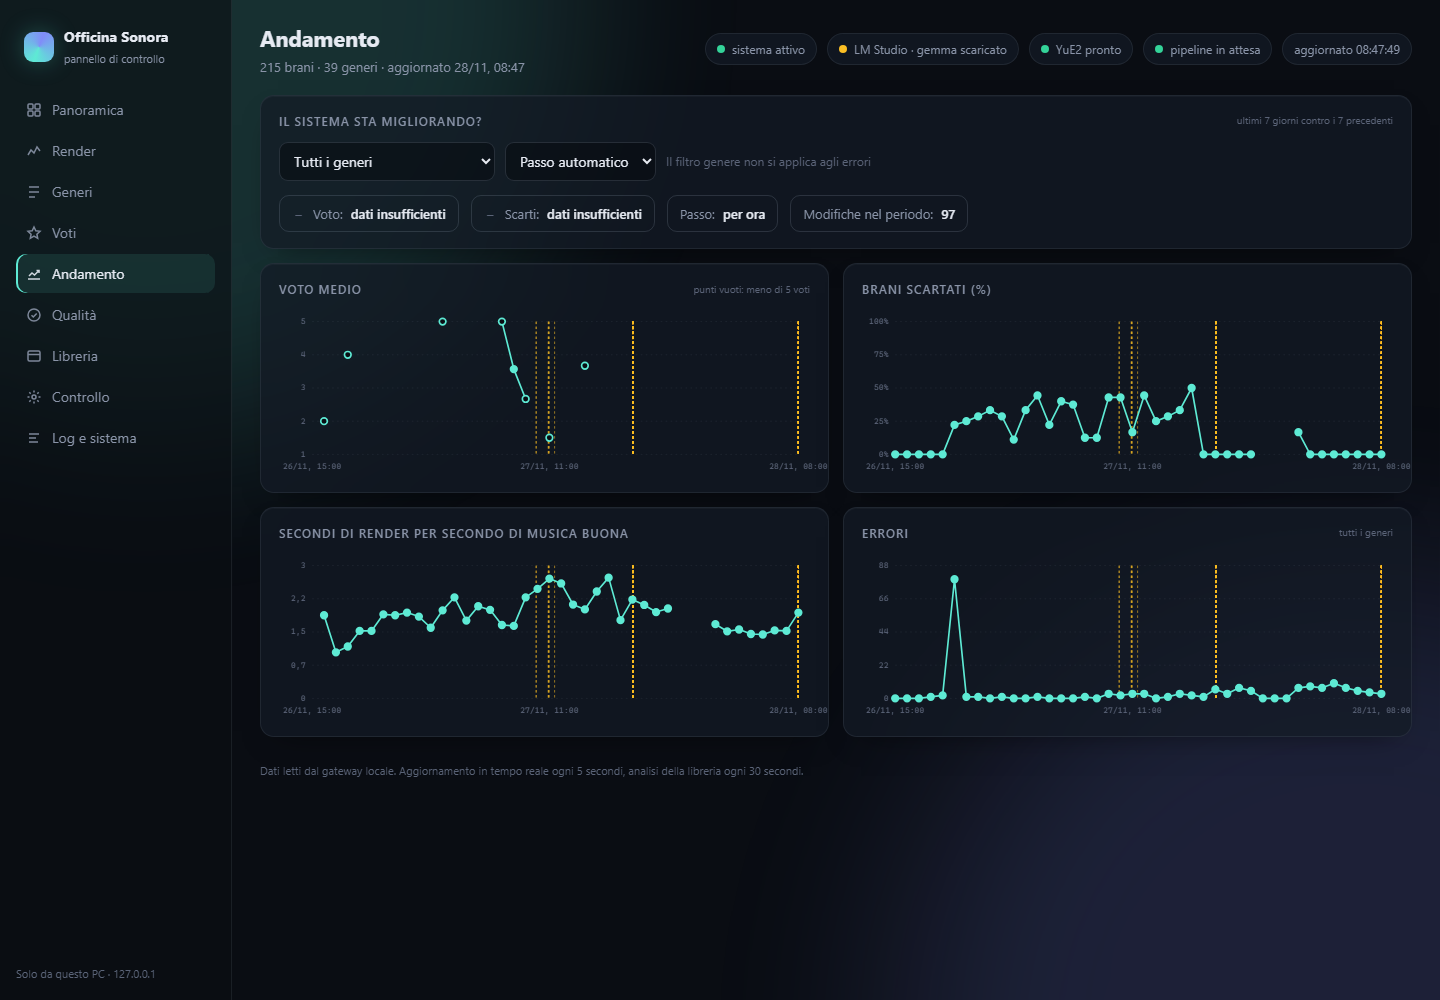 Officina Sonora
pannello di controllo
Panoramica
Render
Generi
Voti
Andamento
Qualità
Libreria
Controllo
Log e sistema
Solo da questo PC · 127.0.0.1
Andamento
215 brani · 39 generi · aggiornato 28/11, 08:47
sistema attivo
LM Studio · gemma scaricato
YuE2 pronto
pipeline in attesa
aggiornato 08:47:49
IL SISTEMA STA MIGLIORANDO?
ultimi 7 giorni contro i 7 precedenti
Tutti i generi
Passo automatico
Il filtro genere non si applica agli errori
– Voto: dati insufficienti
– Scarti: dati insufficienti
Passo: per ora
Modifiche nel periodo: 97
VOTO MEDIO
punti vuoti: meno di 5 voti
5
4
3
2
1
26/11, 15:00
27/11, 11:00
28/11, 08:00
BRANI SCARTATI (%)
100%
75%
50%
25%
0%
26/11, 15:00
27/11, 11:00
28/11, 08:00
SECONDI DI RENDER PER SECONDO DI MUSICA BUONA
3
2,2
1,5
0,7
0
26/11, 15:00
27/11, 11:00
28/11, 08:00
ERRORI
tutti i generi
88
66
44
22
0
26/11, 15:00
27/11, 11:00
28/11, 08:00
Dati letti dal gateway locale. Aggiornamento in tempo reale ogni 5 secondi, analisi della libreria ogni 30 secondi.